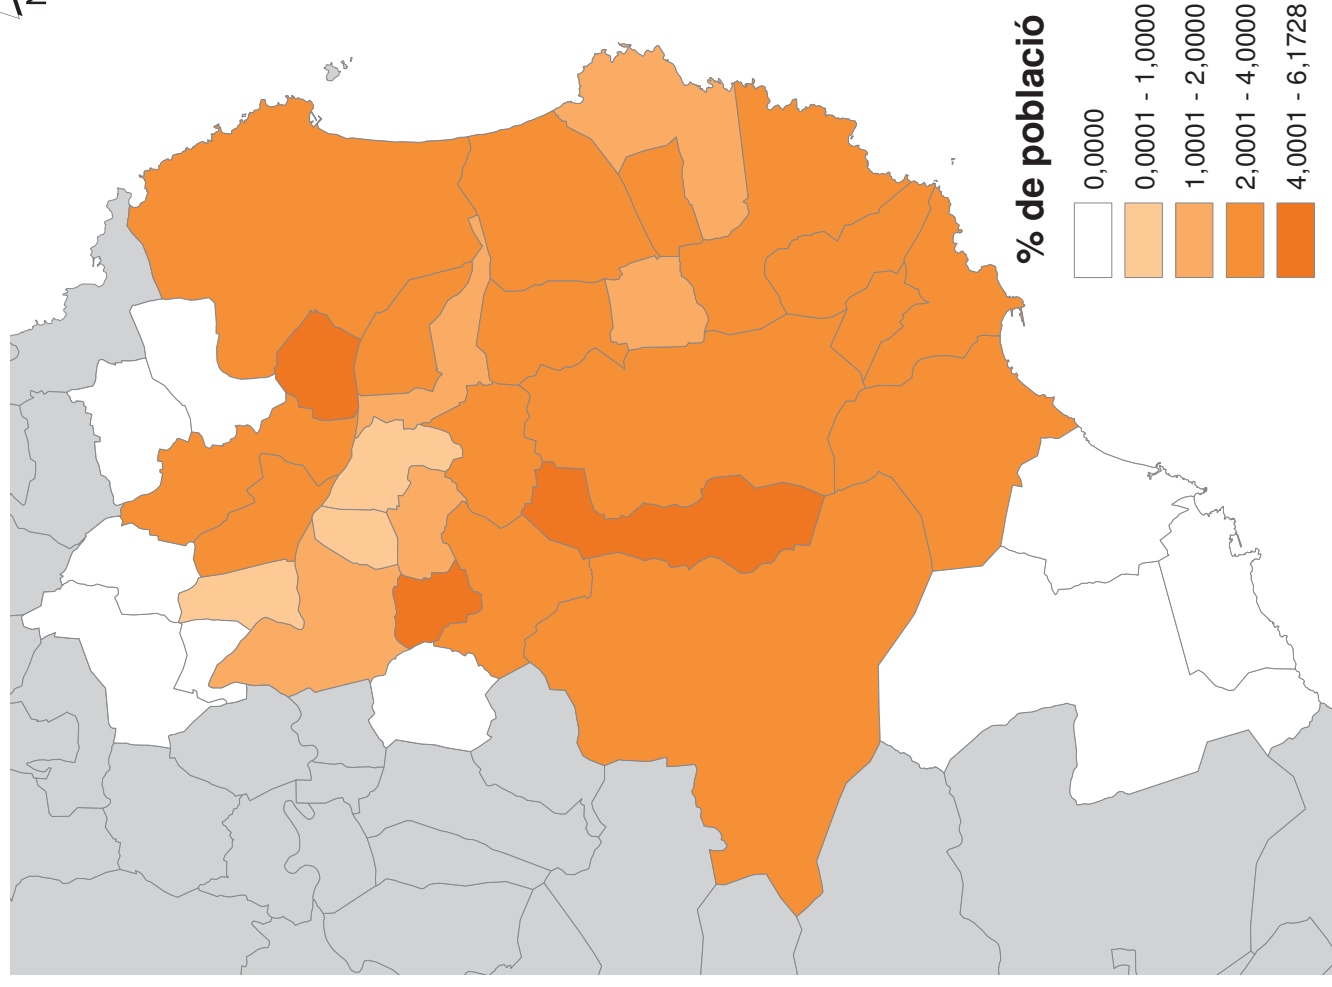 % de població
0,0000
0,0001 - 1,0000
1,0001 - 2,0000
2,0001 - 4,0000
4,0001 - 6,1728